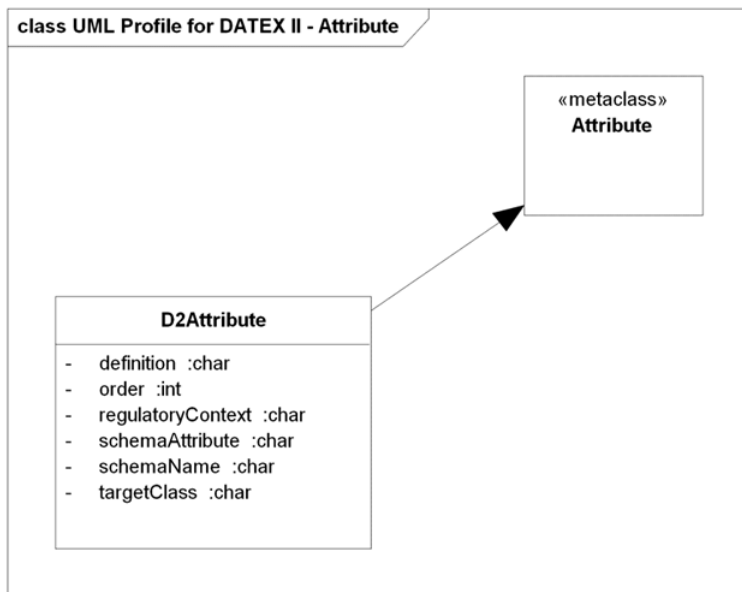 class UML Profile for DATEX II - Attribute
«metaclass»
Attribute
D2Attribute
- definition :char
- order :int
- regulatoryContext :char
- schemaAttribute :char
- schemaName :char
- targetClass :char